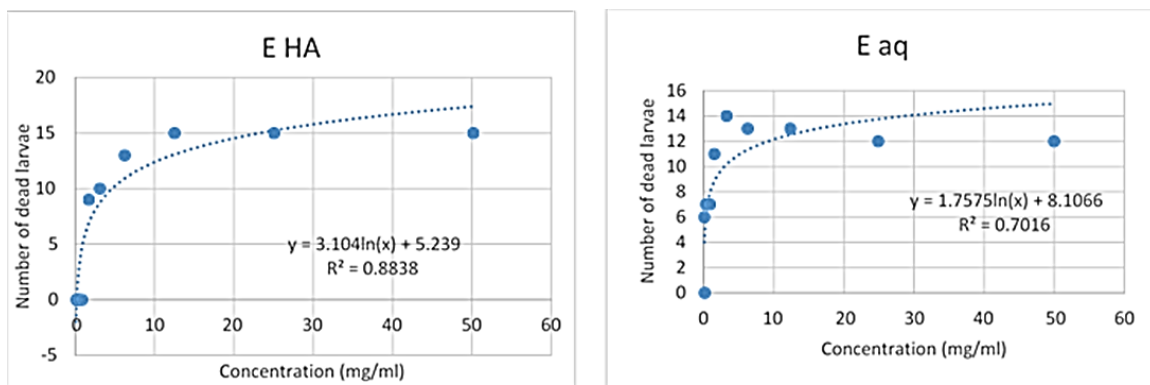 E HA
20
15
10
5
0
-5
0 10 20 30 40 50 60
Number of dead larvae
Concentration (mg/ml)
y = 3.104ln(x) + 5.239
R² = 0.8838
E aq
16
14
12
10
8
6
4
2
0
0 10 20 30 40 50 60
Number of dead larvae
Concentration (mg/ml)
y = 1.7575ln(x) + 8.1066
R² = 0.7016